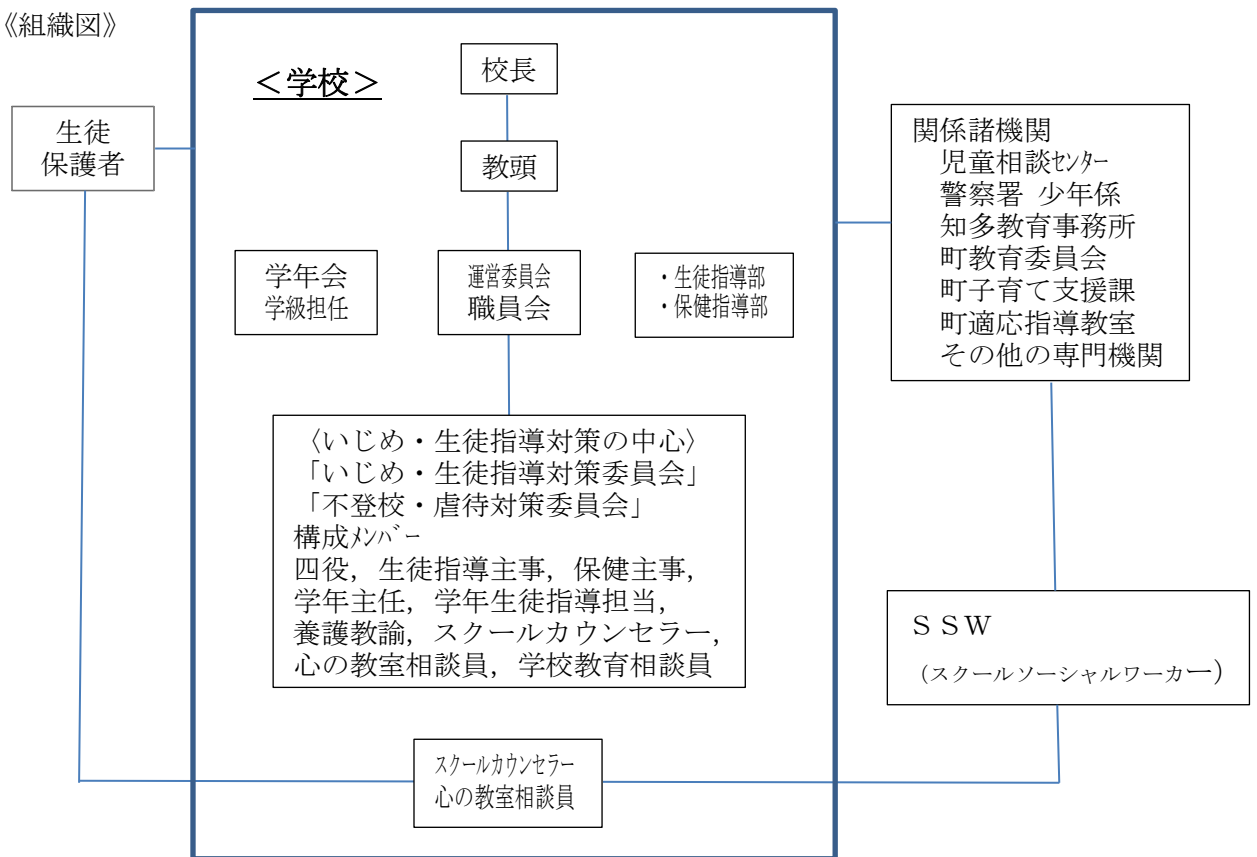 《組織図》
＜学校＞
校長
教頭
生徒
保護者
学年会
学級担任
運営委員会
職員会
・生徒指導部
・保健指導部
関係諸機関
児童相談ｾﾝﾀｰ
警察署 少年係
知多教育事務所
町教育委員会
町子育て支援課
町適応指導教室
その他の専門機関
〈いじめ・生徒指導対策の中心〉
「いじめ・生徒指導対策委員会」
「不登校・虐待対策委員会」
構成ﾒﾝﾊﾞｰ
四役，生徒指導主事，保健主事，
学年主任，学年生徒指導担当，
養護教諭，スクールカウンセラー，
心の教室相談員，学校教育相談員
ＳＳＷ
（スクールソーシャルワーカー）
スクールカウンセラー
心の教室相談員